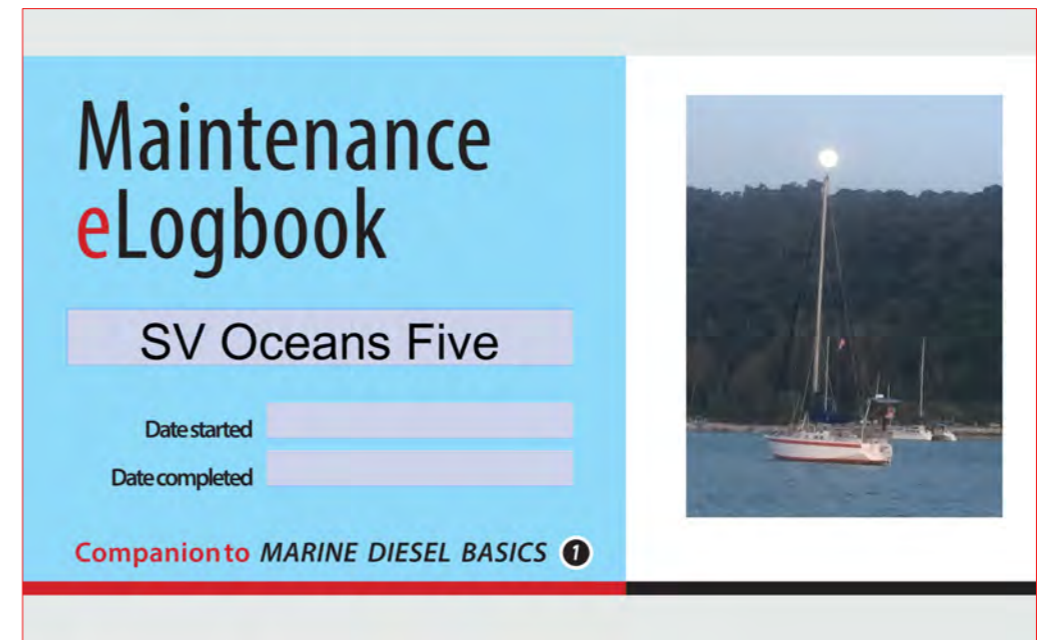 Maintenance
eLogbook
SV Oceans Five
Date started
Date completed
Companion to MARINE DIESEL BASICS 1